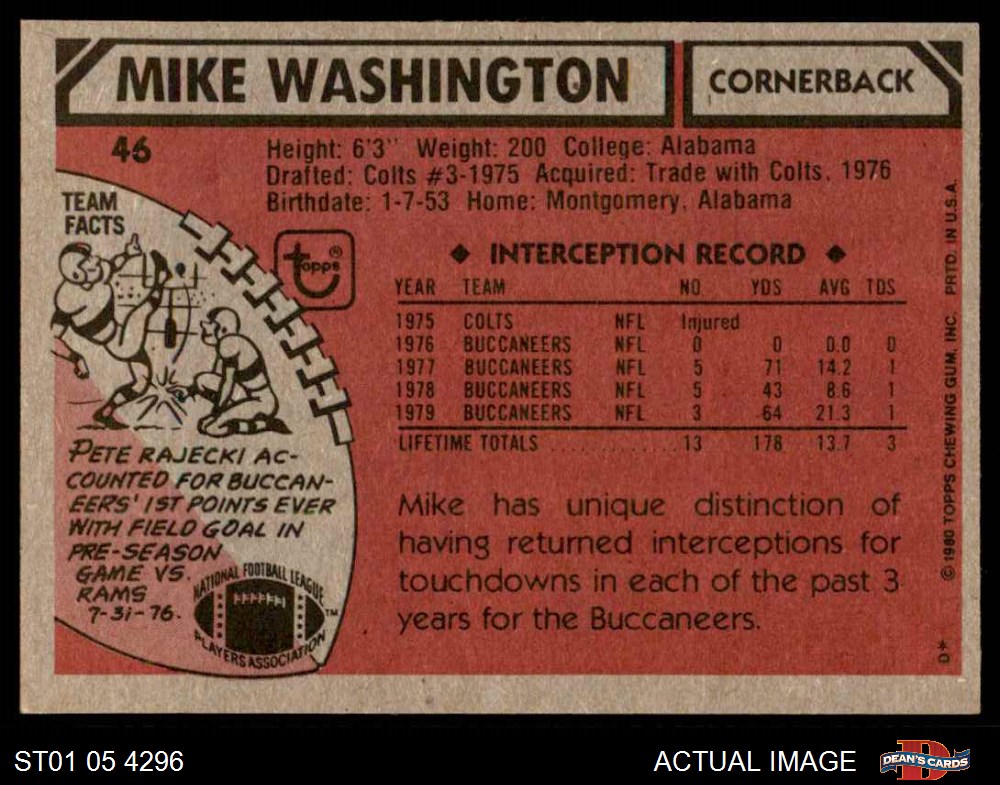 MIKE WASHINGTON
CORNERBACK
46
Height: 6'3" Weight: 200 College: Alabama
Drafted: Colts #3-1975 Acquired: Trade with Colts, 1976
Birthdate: 1-7-53 Home: Montgomery, Alabama
TEAM
FACTS
topps®
◆ INTERCEPTION RECORD ◆
YEAR TEAM NO YDS AVG TDS
1975 COLTS NFL Injured
1976 BUCCANEERS NFL 0 0 0.0 0
1977 BUCCANEERS NFL 5 71 14.2 1
1978 BUCCANEERS NFL 5 43 8.6 1
1979 BUCCANEERS NFL 3 64 21.3 1
LIFETIME TOTALS .............. 13 178 13.7 3
PETE RAJECKI AC-
COUNTED FOR BUCCAN-
EERS' 1ST POINTS EVER
WITH FIELD GOAL IN
PRE-SEASON
GAME VS.
RAMS
7-31-76.
NATIONAL FOOTBALL LEAGUE
PLAYERS ASSOCIATION
™
Mike has unique distinction of
having returned interceptions for
touchdowns in each of the past 3
years for the Buccaneers.
© 1980 TOPPS CHEWING GUM, INC. PRTD. IN U.S.A.
D*
ST01 05 4296
ACTUAL IMAGE
D
DEAN'S CARDS